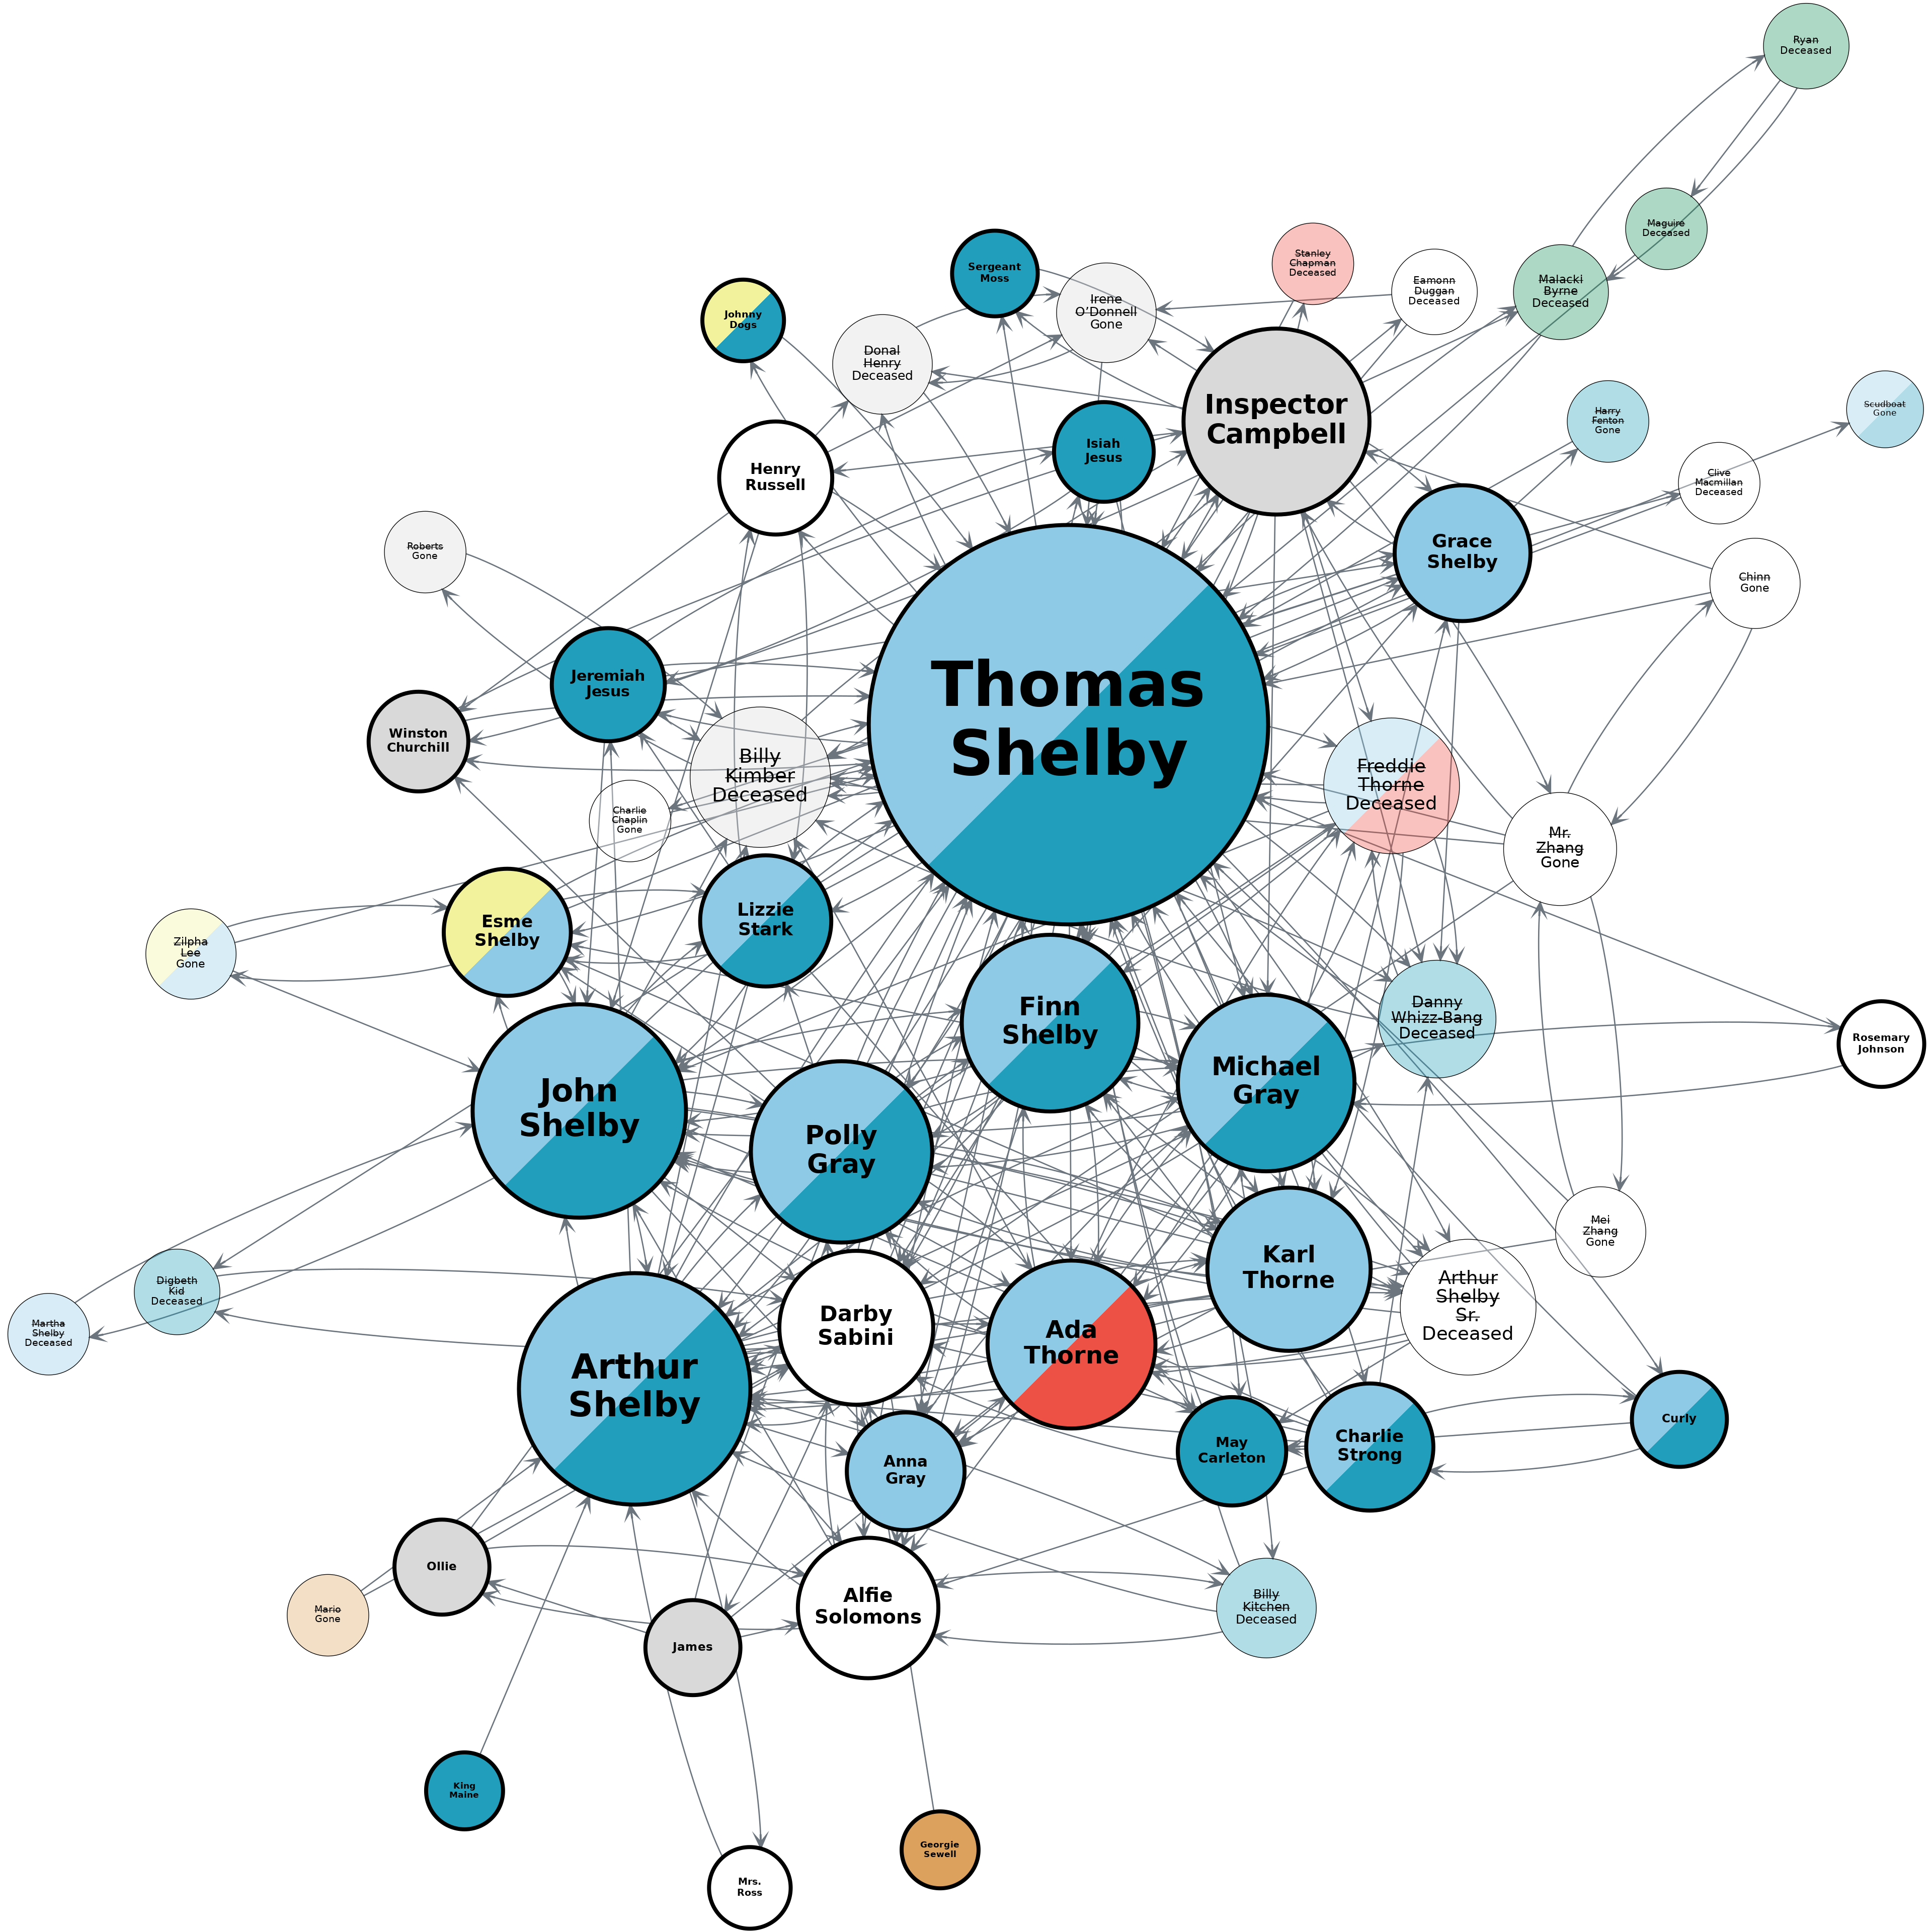 Ryan
Deceased
Maguire
Deceased
Sergeant
Moss
Stanley
Chapman
Deceased
Eamonn
Duggan
Deceased
Malacki
Byrne
Deceased
Irene
O'Donnell
Gone
Johnny
Dogs
Donal
Henry
Deceased
Inspector
Campbell
Harry
Fenton
Gone
Scudboat
Gone
Isiah
Jesus
Henry
Russell
Clive
Macmillan
Deceased
Roberts
Gone
Grace
Shelby
Chinn
Gone
Jeremiah
Jesus
Thomas
Shelby
Winston
Churchill
Billy
Kimber
Deceased
Freddie
Thorne
Deceased
Charlie
Chaplin
Gone
Mr.
Zhang
Gone
Esme
Shelby
Lizzie
Stark
Zilpha
Lee
Gone
Finn
Shelby
Danny
Whizz-Bang
Deceased
Rosemary
Johnson
Michael
Gray
John
Shelby
Polly
Gray
Mei
Zhang
Gone
Karl
Thorne
Digbeth
Kid
Deceased
Arthur
Shelby
Sr.
Deceased
Martha
Shelby
Deceased
Darby
Sabini
Ada
Thorne
Arthur
Shelby
Curly
May
Carleton
Charlie
Strong
Anna
Gray
Ollie
Alfie
Solomons
Billy
Kitchen
Deceased
Mario
Gone
James
King
Maine
Georgie
Sewell
Mrs.
Ross